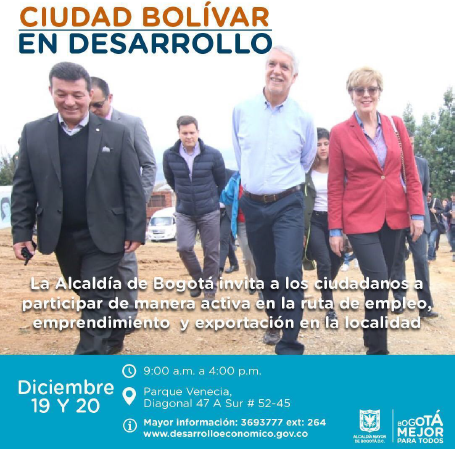 CIUDAD BOLÍVAR
EN DESARROLLO
La Alcaldía de Bogotá invita a los ciudadanos a
participar de manera activa en la ruta de empleo,
emprendimiento y exportación en la localidad
Diciembre
19 Y 20
9:00 a.m. a 4:00 p.m.
Parque Venecia,
Diagonal 47 A Sur # 52-45
Mayor información: 3693777 ext: 264
www.desarrolloeconomico.gov.co
ALCALDÍA MAYOR
DE BOGOTÁ D.C.
BOGOTÁ
MEJOR
PARA TODOS